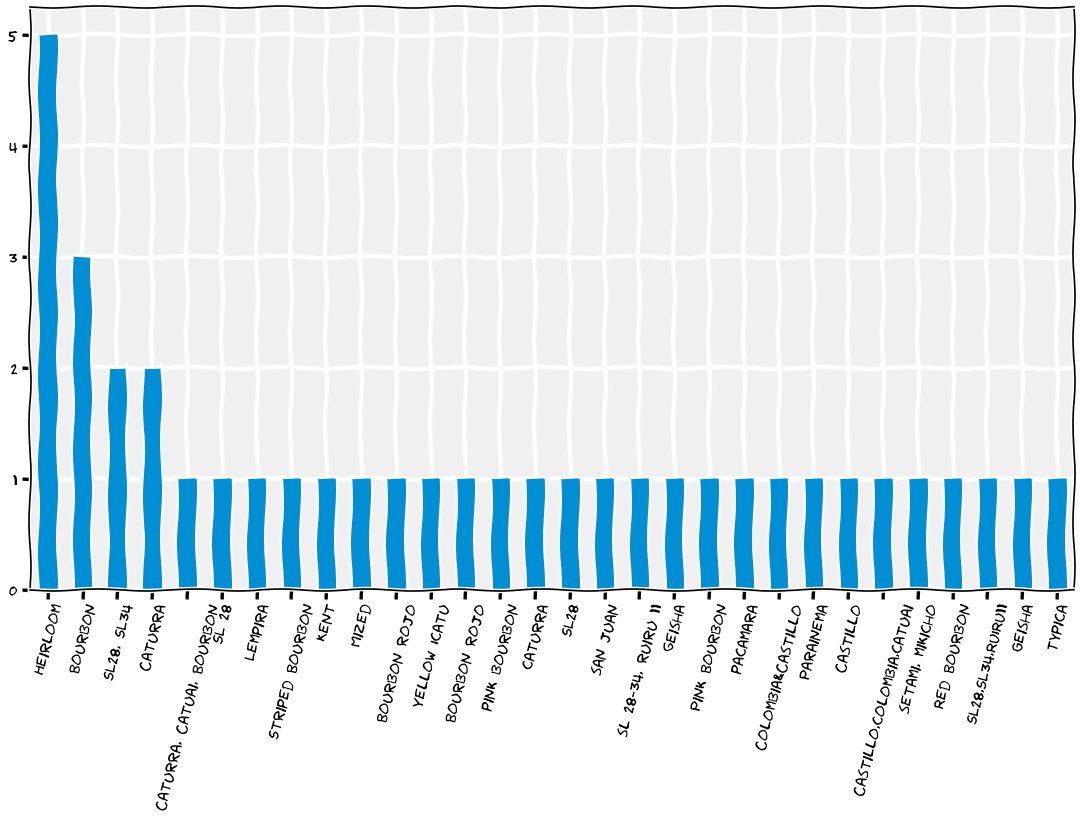 5
4
3
2
1
0
HEIRLOOM
BOURBON
SL28, SL34
CATURRA
CATURRA, CATUAI, BOURBON
SL 28
LEMPIRA
STRIPED BOURBON
KENT
MIZED
BOURBON ROJO
YELLOW ICATU
BOURBON ROJO
PINK BOURBON
CATURRA
SL28
SAN JUAN
SL 28-34, RUIRU 11
GEISHA
PINK BOURBON
PACAMARA
COLOMBIA&CASTILLO
PARAINEMA
CASTILLO
CASTILLO,COLOMBIA,CATUAI
SETAMI, MIKICHO
RED BOURBON
SL28,SL34,RUIRU11
GEISHA
TYPICA